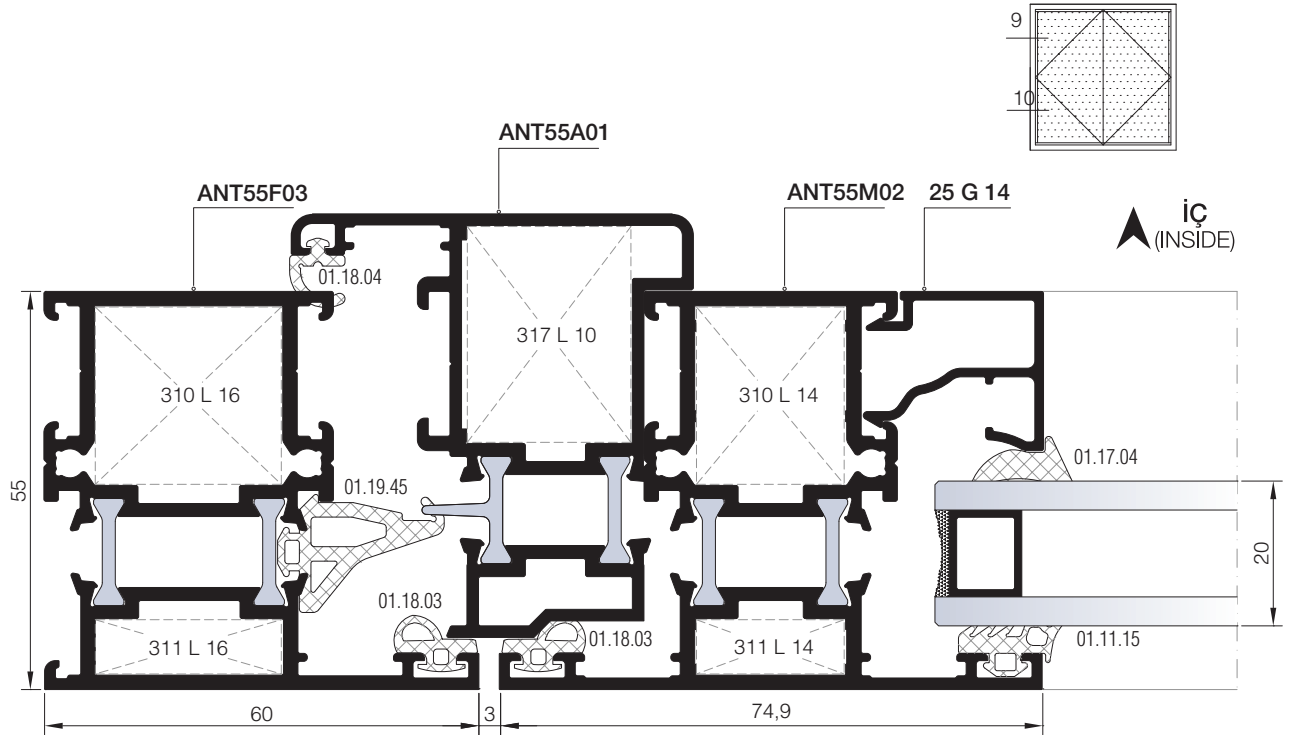 9
10
ANT55A01
ANT55F03
ANT55M02
25 G 14
İÇ
(INSIDE)
01.18.04
317 L 10
310 L 16
310 L 14
01.17.04
55
01.19.45
20
01.18.03
01.18.03
01.11.15
311 L 16
311 L 14
60
3
74,9